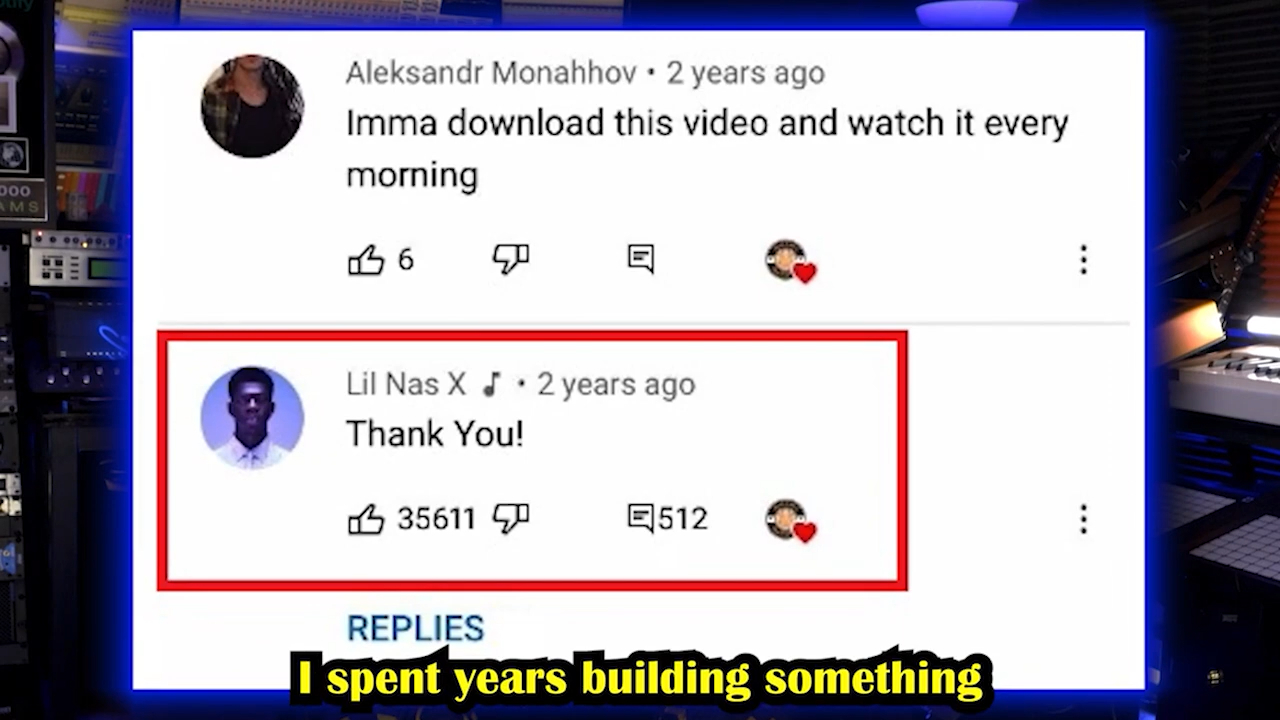 Aleksandr Monahhov • 2 years ago
Imma download this video and watch it every
morning
6
Lil Nas X ♪ • 2 years ago
Thank You!
35611
512
REPLIES
I spent years building something